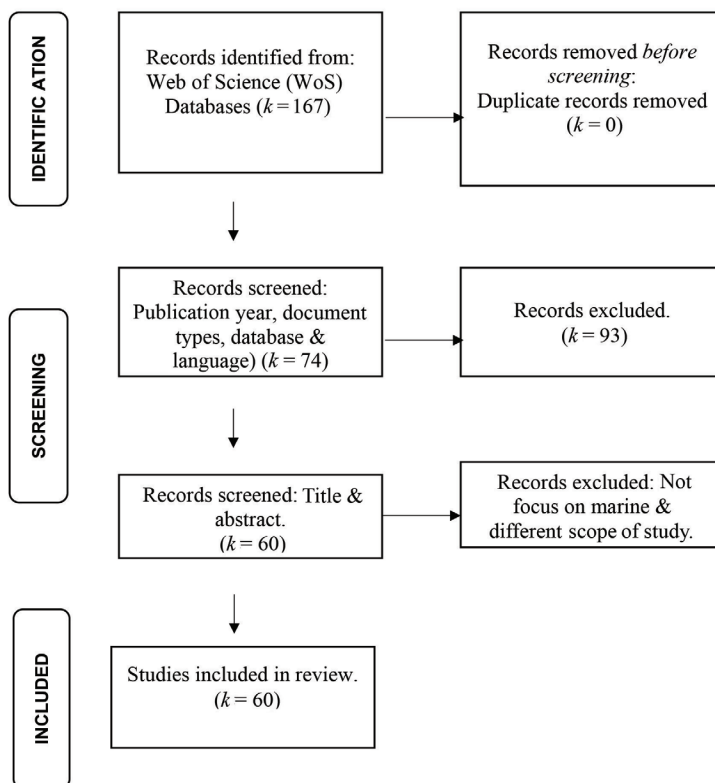 IDENTIFIC ATION
Records identified from:
Web of Science (WoS)
Databases (k = 167)
Records removed before
screening:
Duplicate records removed
(k = 0)
SCREENING
Records screened:
Publication year, document
types, database &
language) (k = 74)
Records excluded.
(k = 93)
Records screened: Title &
abstract.
(k = 60)
Records excluded: Not
focus on marine &
different scope of study.
INCLUDED
Studies included in review.
(k = 60)